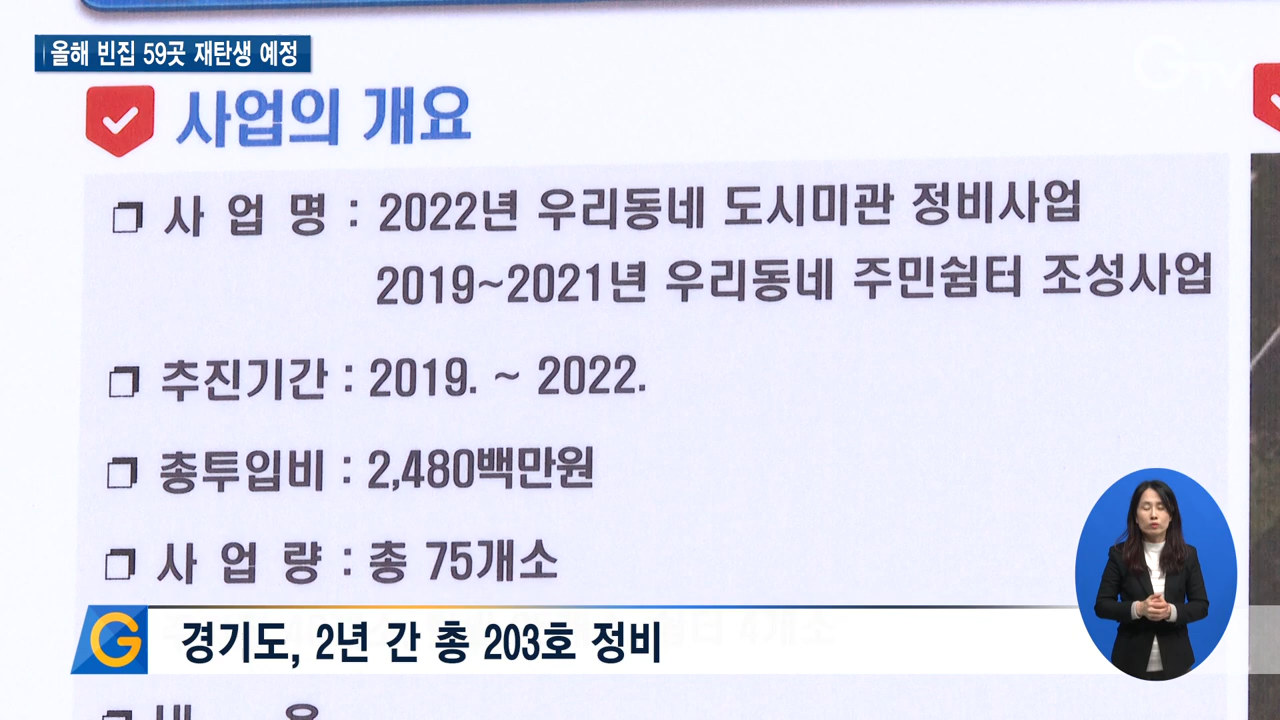 올해 빈집 59곳 재탄생 예정
GTV
사업의 개요
사 업 명 : 2022년 우리동네 도시미관 정비사업
2019~2021년 우리동네 주민쉼터 조성사업
추진기간 : 2019. ~ 2022.
총투입비 : 2,480백만원
사 업 량 : 총 75개소
G 경기도, 2년 간 총 203호 정비